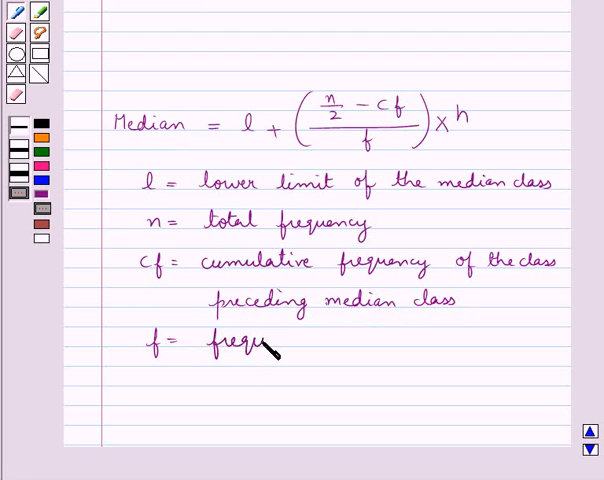 Median = l + ( (n/2 - cf) / f ) × h
l = lower limit of the median class
n = total frequency
cf = cumulative frequency of the class
preceding median class
f = frequ